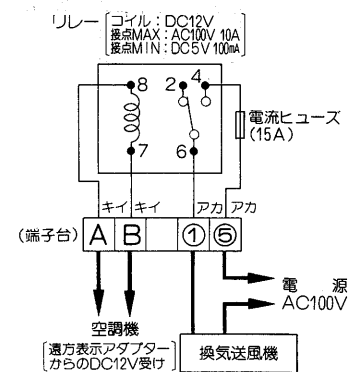 リレー
コイル:DC12V
接点MAX:AC100V 10A
接点MIN:DC5V 100mA
8
2
4
7
6
電流ヒューズ
(15A)
キイ
キイ
アカ
アカ
(端子台)
A
B
①
⑤
空調機
遠方表示アダプター
からのDC12V受け
電源
AC100V
換気送風機